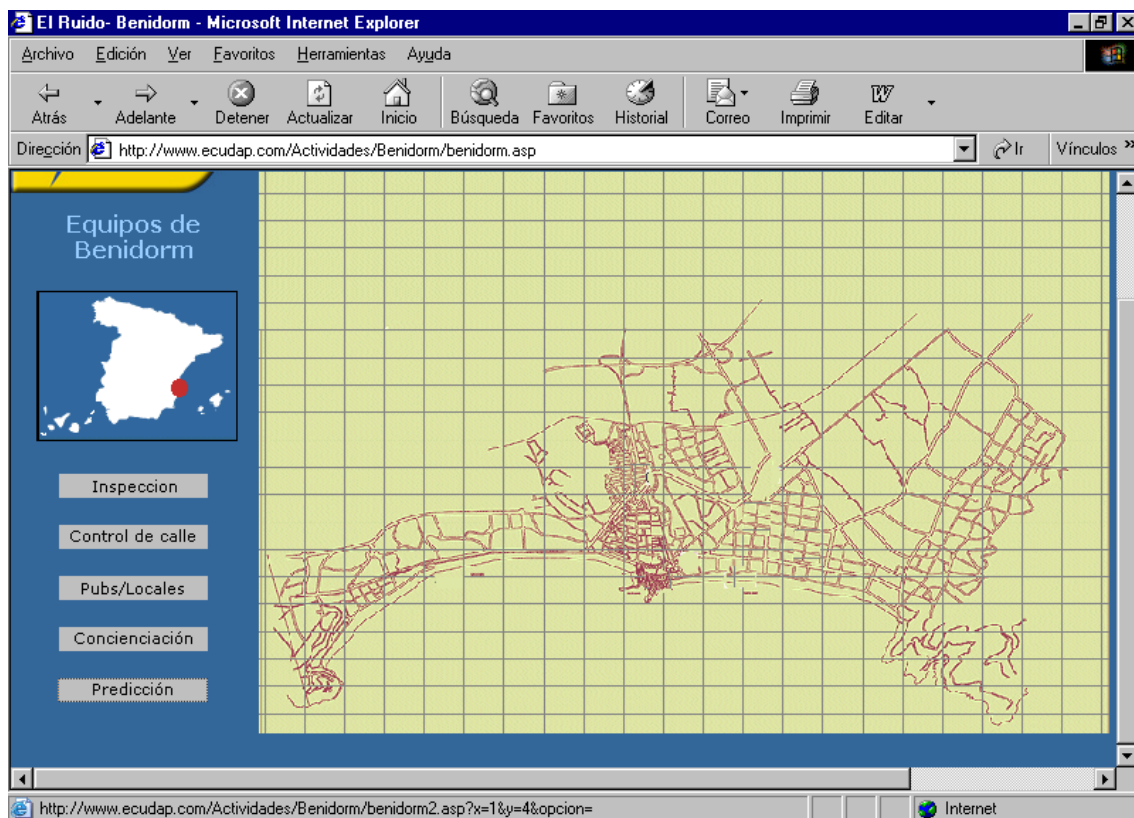 El Ruido- Benidorm - Microsoft Internet Explorer
Archivo Edición Ver Favoritos Herramientas Ayuda
Atrás Adelante Detener Actualizar Inicio Búsqueda Favoritos Historial Correo Imprimir Editar
Dirección http://www.ecudap.com/Actividades/Benidorm/benidorm.asp Ir Vínculos »
Equipos de
Benidorm
Inspeccion
Control de calle
Pubs/Locales
Concienciación
Predicción
http://www.ecudap.com/Actividades/Benidorm/benidorm2.asp?x=1&y=4&opcion= Internet